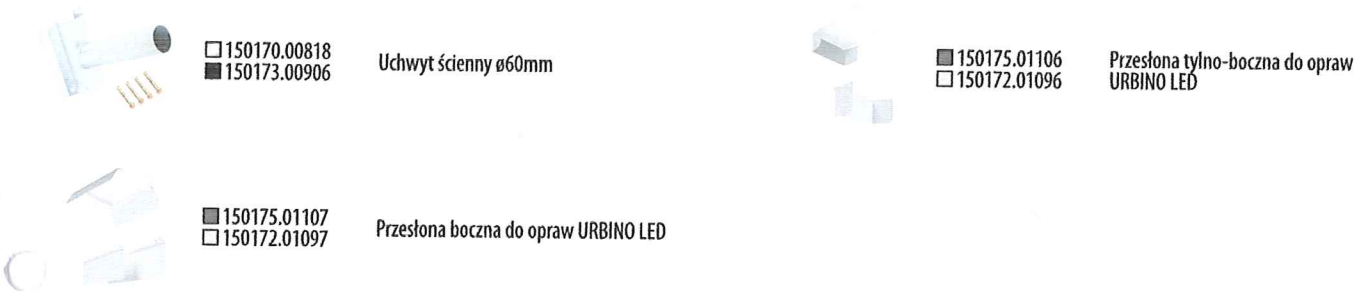 150170.00818
150173.00906
Uchwyt ścienny ø60mm
150175.01106
150172.01096
Przesłona tylno-boczna do opraw
URBINO LED
150175.01107
150172.01097
Przesłona boczna do opraw URBINO LED